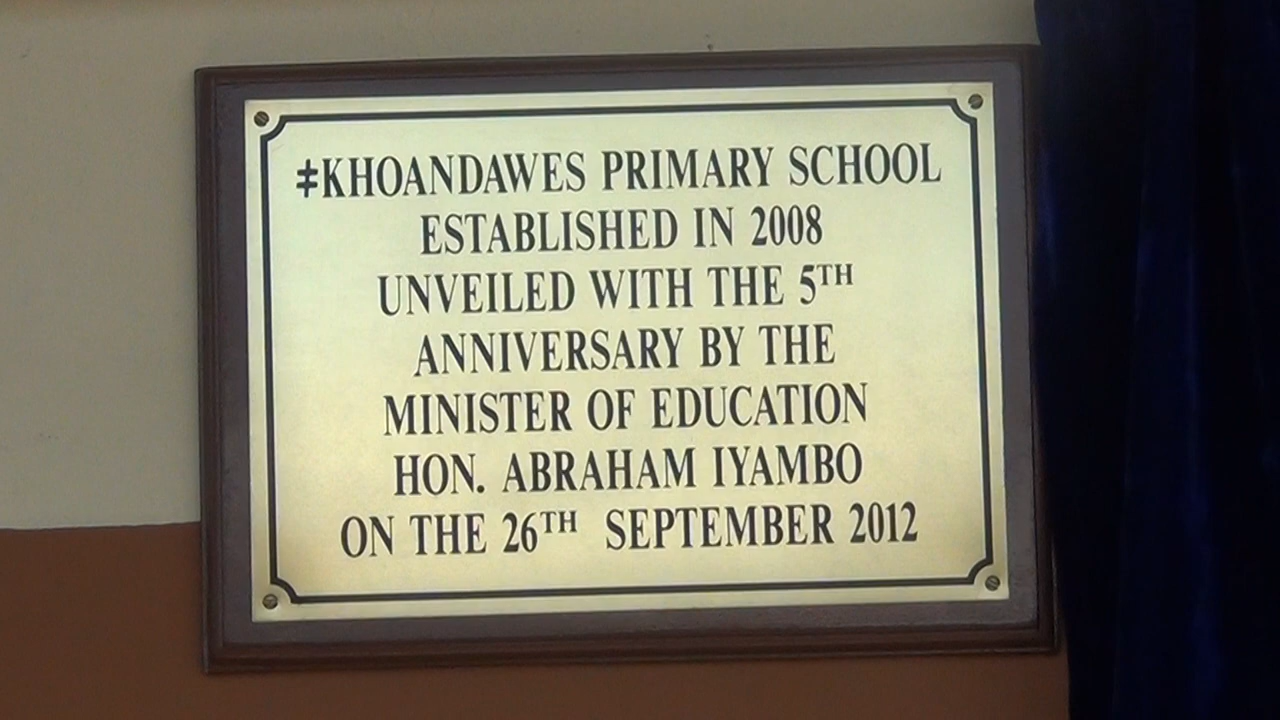 ǂKHOANDAWES PRIMARY SCHOOL
ESTABLISHED IN 2008
UNVEILED WITH THE 5TH
ANNIVERSARY BY THE
MINISTER OF EDUCATION
HON. ABRAHAM IYAMBO
ON THE 26TH SEPTEMBER 2012